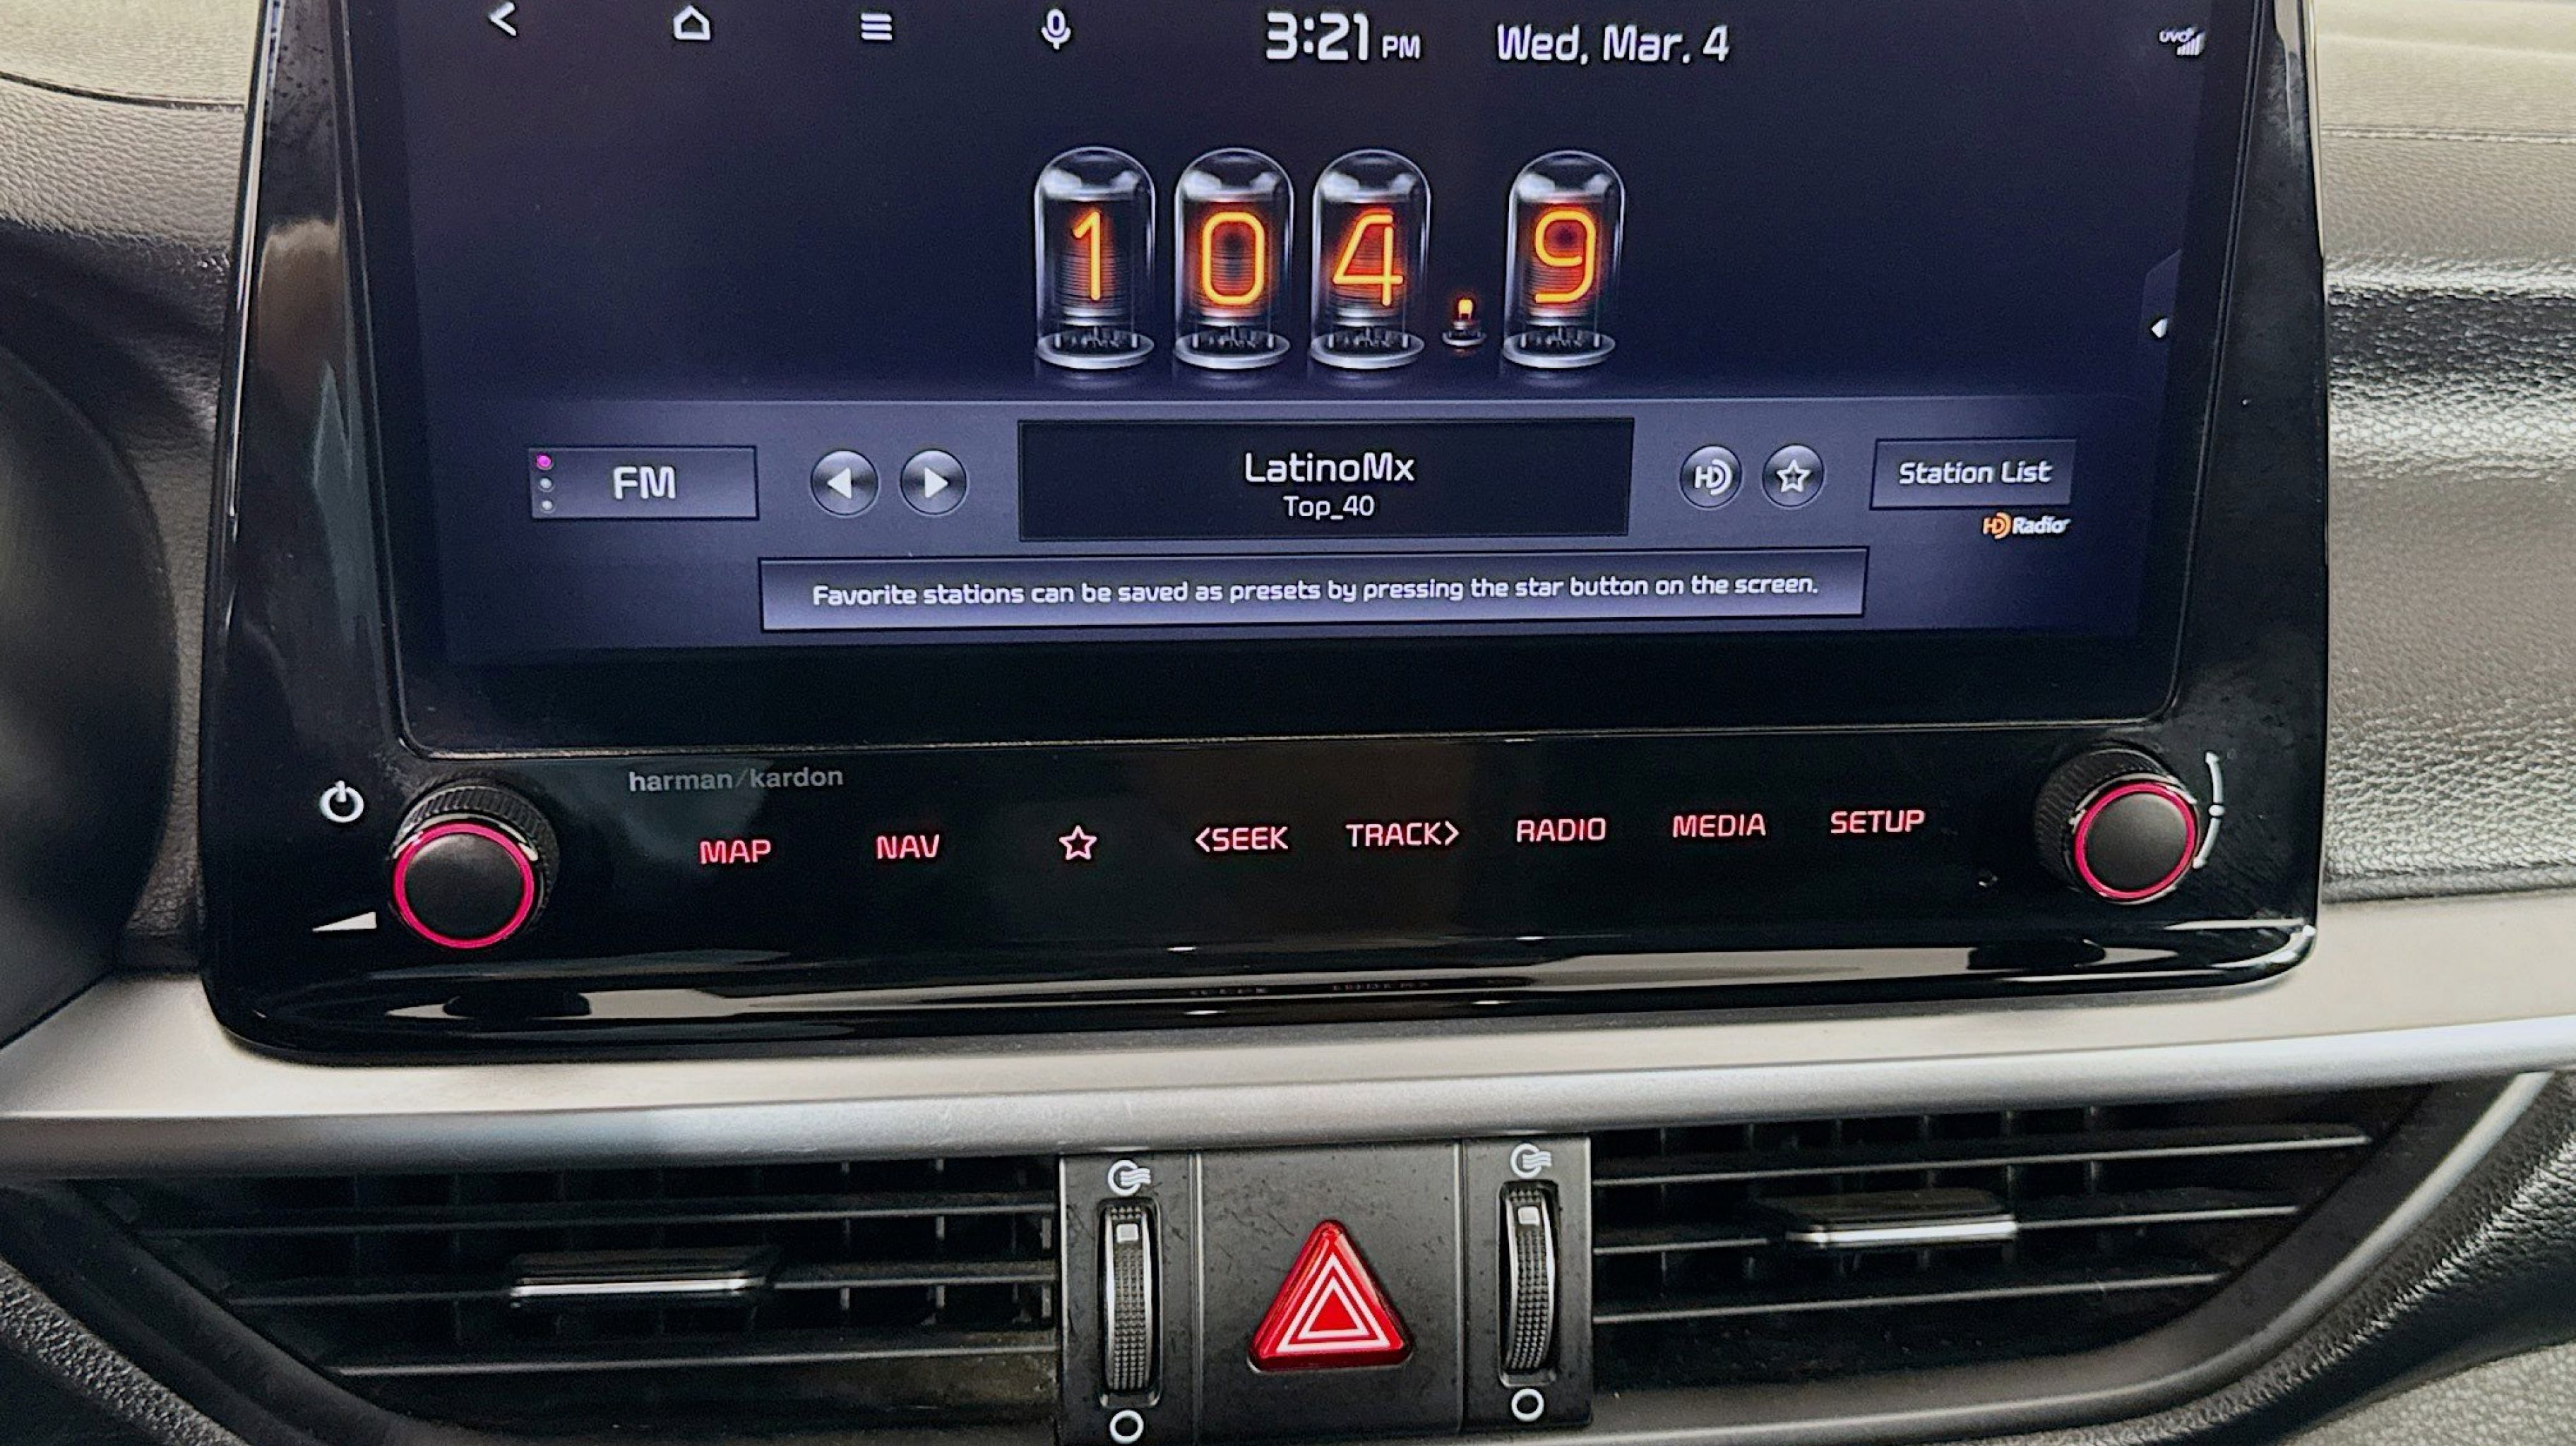 3:21 PM Wed, Mar. 4
UVO
104.9
FM
LatinoMx
Top_40
HD
Station List
HD Radio
Favorite stations can be saved as presets by pressing the star button on the screen.
harman/kardon
MAP NAV <SEEK TRACK> RADIO MEDIA SETUP